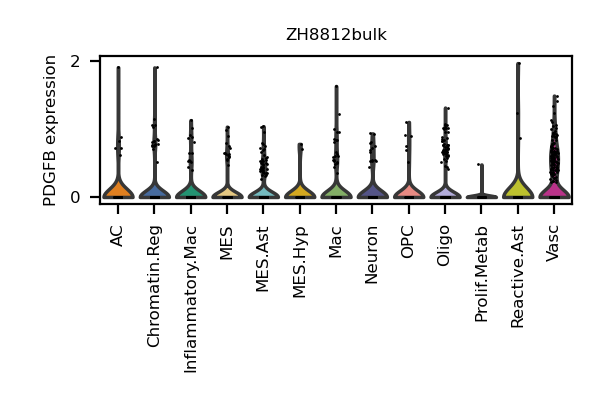 ZH8812bulk
PDGFB expression
2
0
AC
Chromatin.Reg
Inflammatory.Mac
MES
MES.Ast
MES.Hyp
Mac
Neuron
OPC
Oligo
Prolif.Metab
Reactive.Ast
Vasc